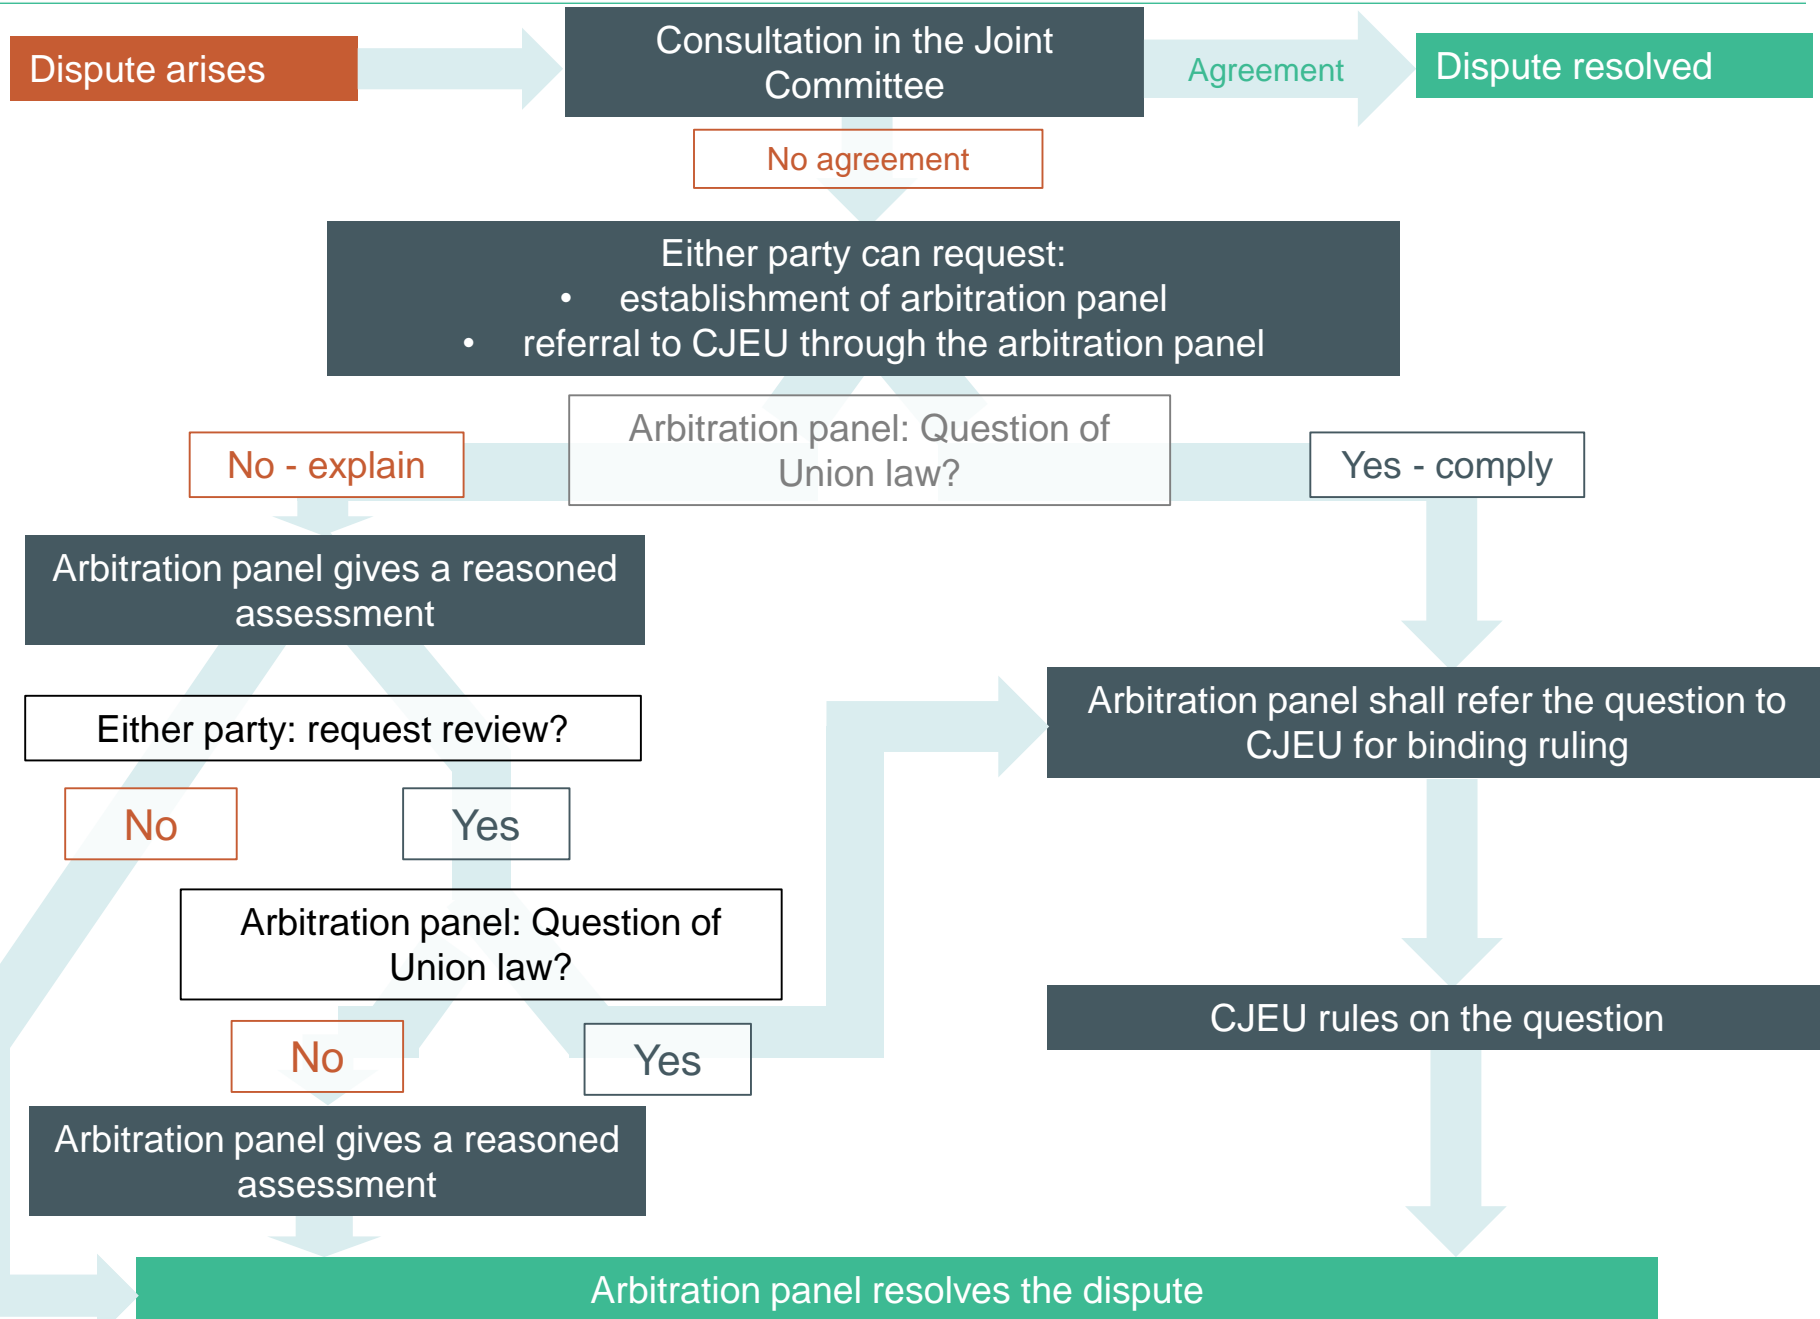 Dispute arises
Consultation in the Joint
Committee
Agreement
Dispute resolved
No agreement
Either party can request:
• establishment of arbitration panel
• referral to CJEU through the arbitration panel
Arbitration panel: Question of
Union law?
No - explain
Yes - comply
Arbitration panel gives a reasoned
assessment
Either party: request review?
Arbitration panel shall refer the question to
CJEU for binding ruling
No
Yes
Arbitration panel: Question of
Union law?
CJEU rules on the question
No
Yes
Arbitration panel gives a reasoned
assessment
Arbitration panel resolves the dispute